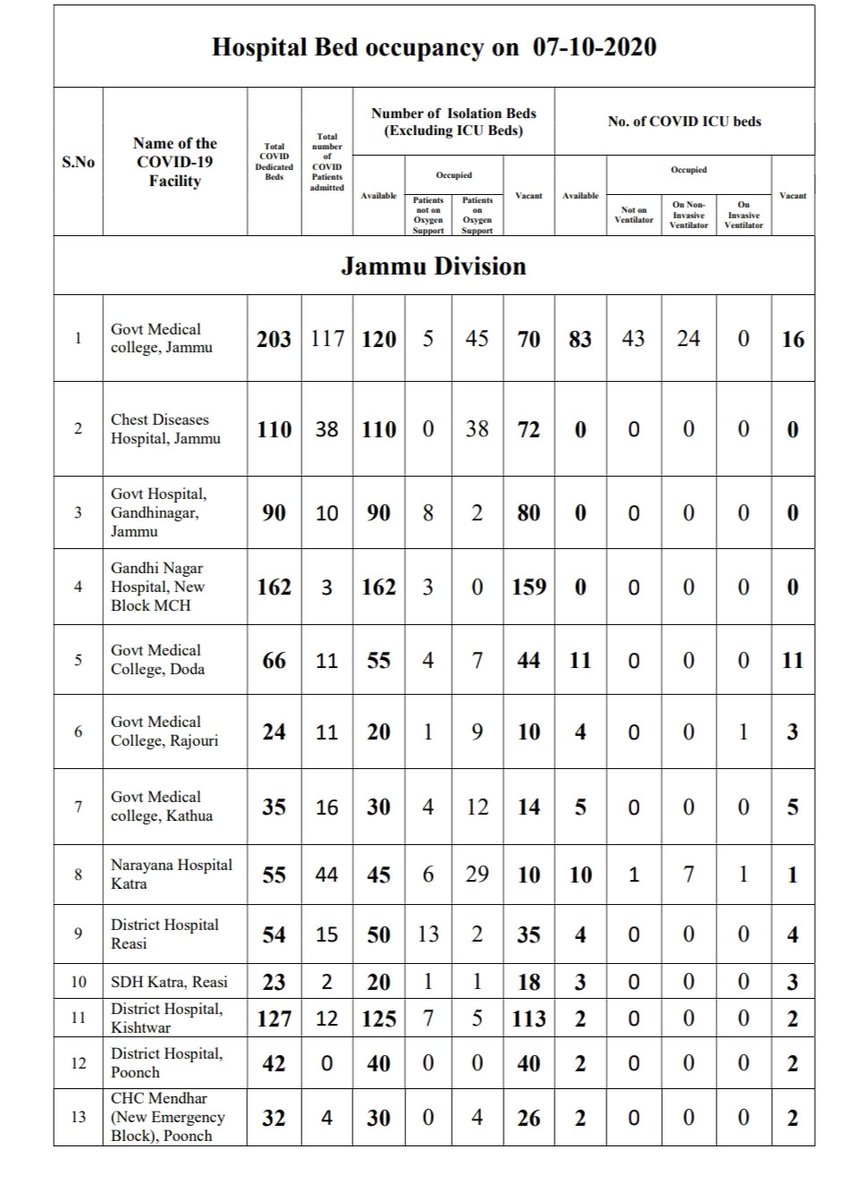 Hospital Bed occupancy on 07-10-2020
S.No
Name of the
COVID-19
Facility
Total
COVID
Dedicated
Beds
Total
number
of
COVID
Patients
admitted
Number of Isolation Beds
(Excluding ICU Beds)
No. of COVID ICU beds
Available
Occupied
Vacant
Available
Occupied
Vacant
Patients
not on
Oxygen
Support
Patients
on
Oxygen
Support
Not on
Ventilator
On Non-
Invasive
Ventilator
On
Invasive
Ventilator
Jammu Division
1 Govt Medical
college, Jammu 203 117 120 5 45 70 83 43 24 0 16
2 Chest Diseases
Hospital, Jammu 110 38 110 0 38 72 0 0 0 0 0
3 Govt Hospital,
Gandhinagar,
Jammu 90 10 90 8 2 80 0 0 0 0 0
4 Gandhi Nagar
Hospital, New
Block MCH 162 3 162 3 0 159 0 0 0 0 0
5 Govt Medical
College, Doda 66 11 55 4 7 44 11 0 0 0 11
6 Govt Medical
College, Rajouri 24 11 20 1 9 10 4 0 0 1 3
7 Govt Medical
college, Kathua 35 16 30 4 12 14 5 0 0 0 5
8 Narayana Hospital
Katra 55 44 45 6 29 10 10 1 7 1 1
9 District Hospital
Reasi 54 15 50 13 2 35 4 0 0 0 4
10 SDH Katra, Reasi 23 2 20 1 1 18 3 0 0 0 3
11 District Hospital,
Kishtwar 127 12 125 7 5 113 2 0 0 0 2
12 District Hospital,
Poonch 42 0 40 0 0 40 2 0 0 0 2
13 CHC Mendhar
(New Emergency
Block), Poonch 32 4 30 0 4 26 2 0 0 0 2